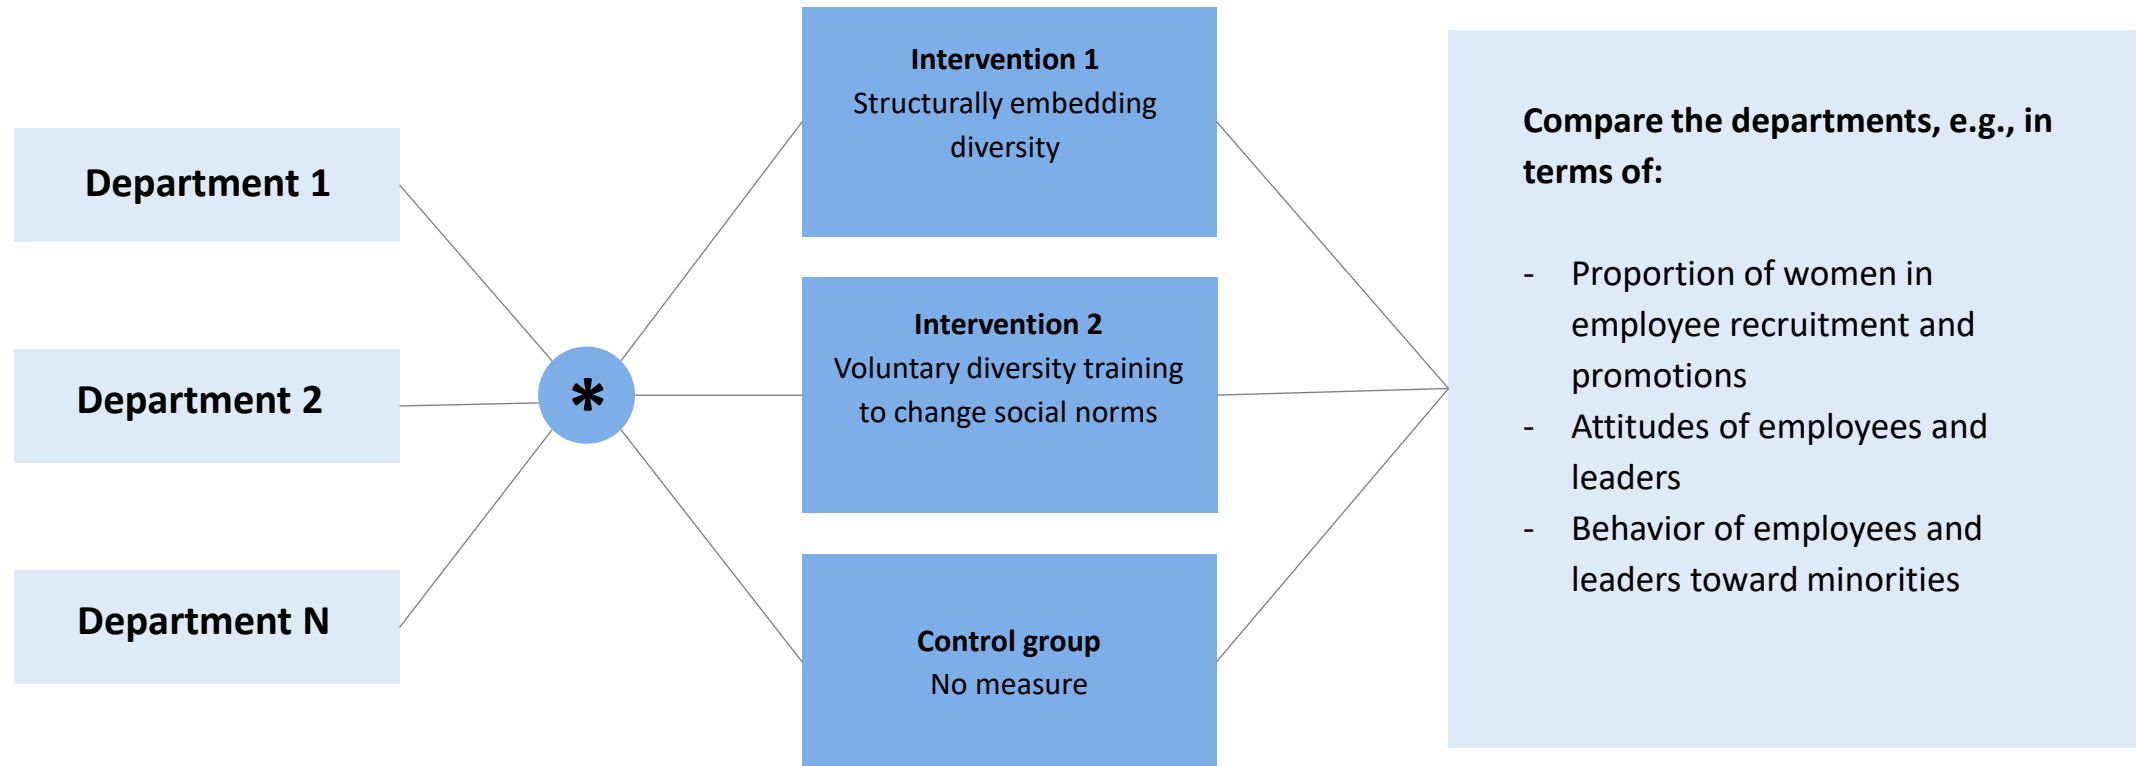 Department 1
Department 2
Department N
*
Intervention 1
Structurally embedding
diversity
Intervention 2
Voluntary diversity training
to change social norms
Control group
No measure
Compare the departments, e.g., in
terms of:
- Proportion of women in
employee recruitment and
promotions
- Attitudes of employees and
leaders
- Behavior of employees and
leaders toward minorities